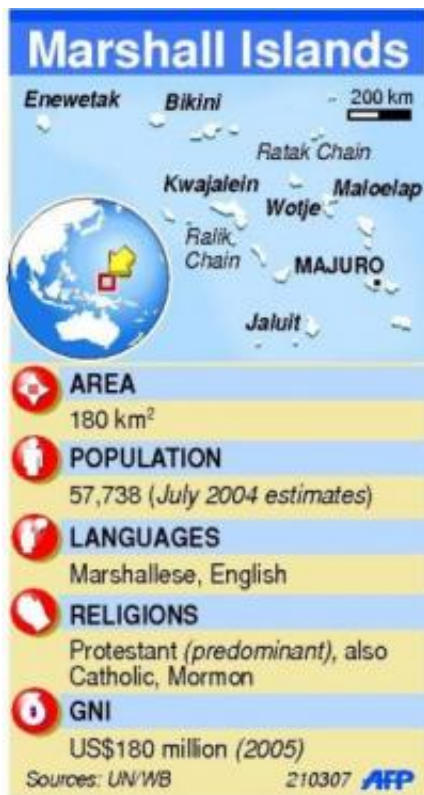 Marshall Islands
Enewetak
Bikini
200 km
Ratak Chain
Kwajalein
Maloelap
Wotje
Ralik
Chain
MAJURO
Jaluit
AREA
180 km²
POPULATION
57,738 (July 2004 estimates)
LANGUAGES
Marshallese, English
RELIGIONS
Protestant (predominant), also
Catholic, Mormon
GNI
US$180 million (2005)
Sources: UN/WB 210307 AFP